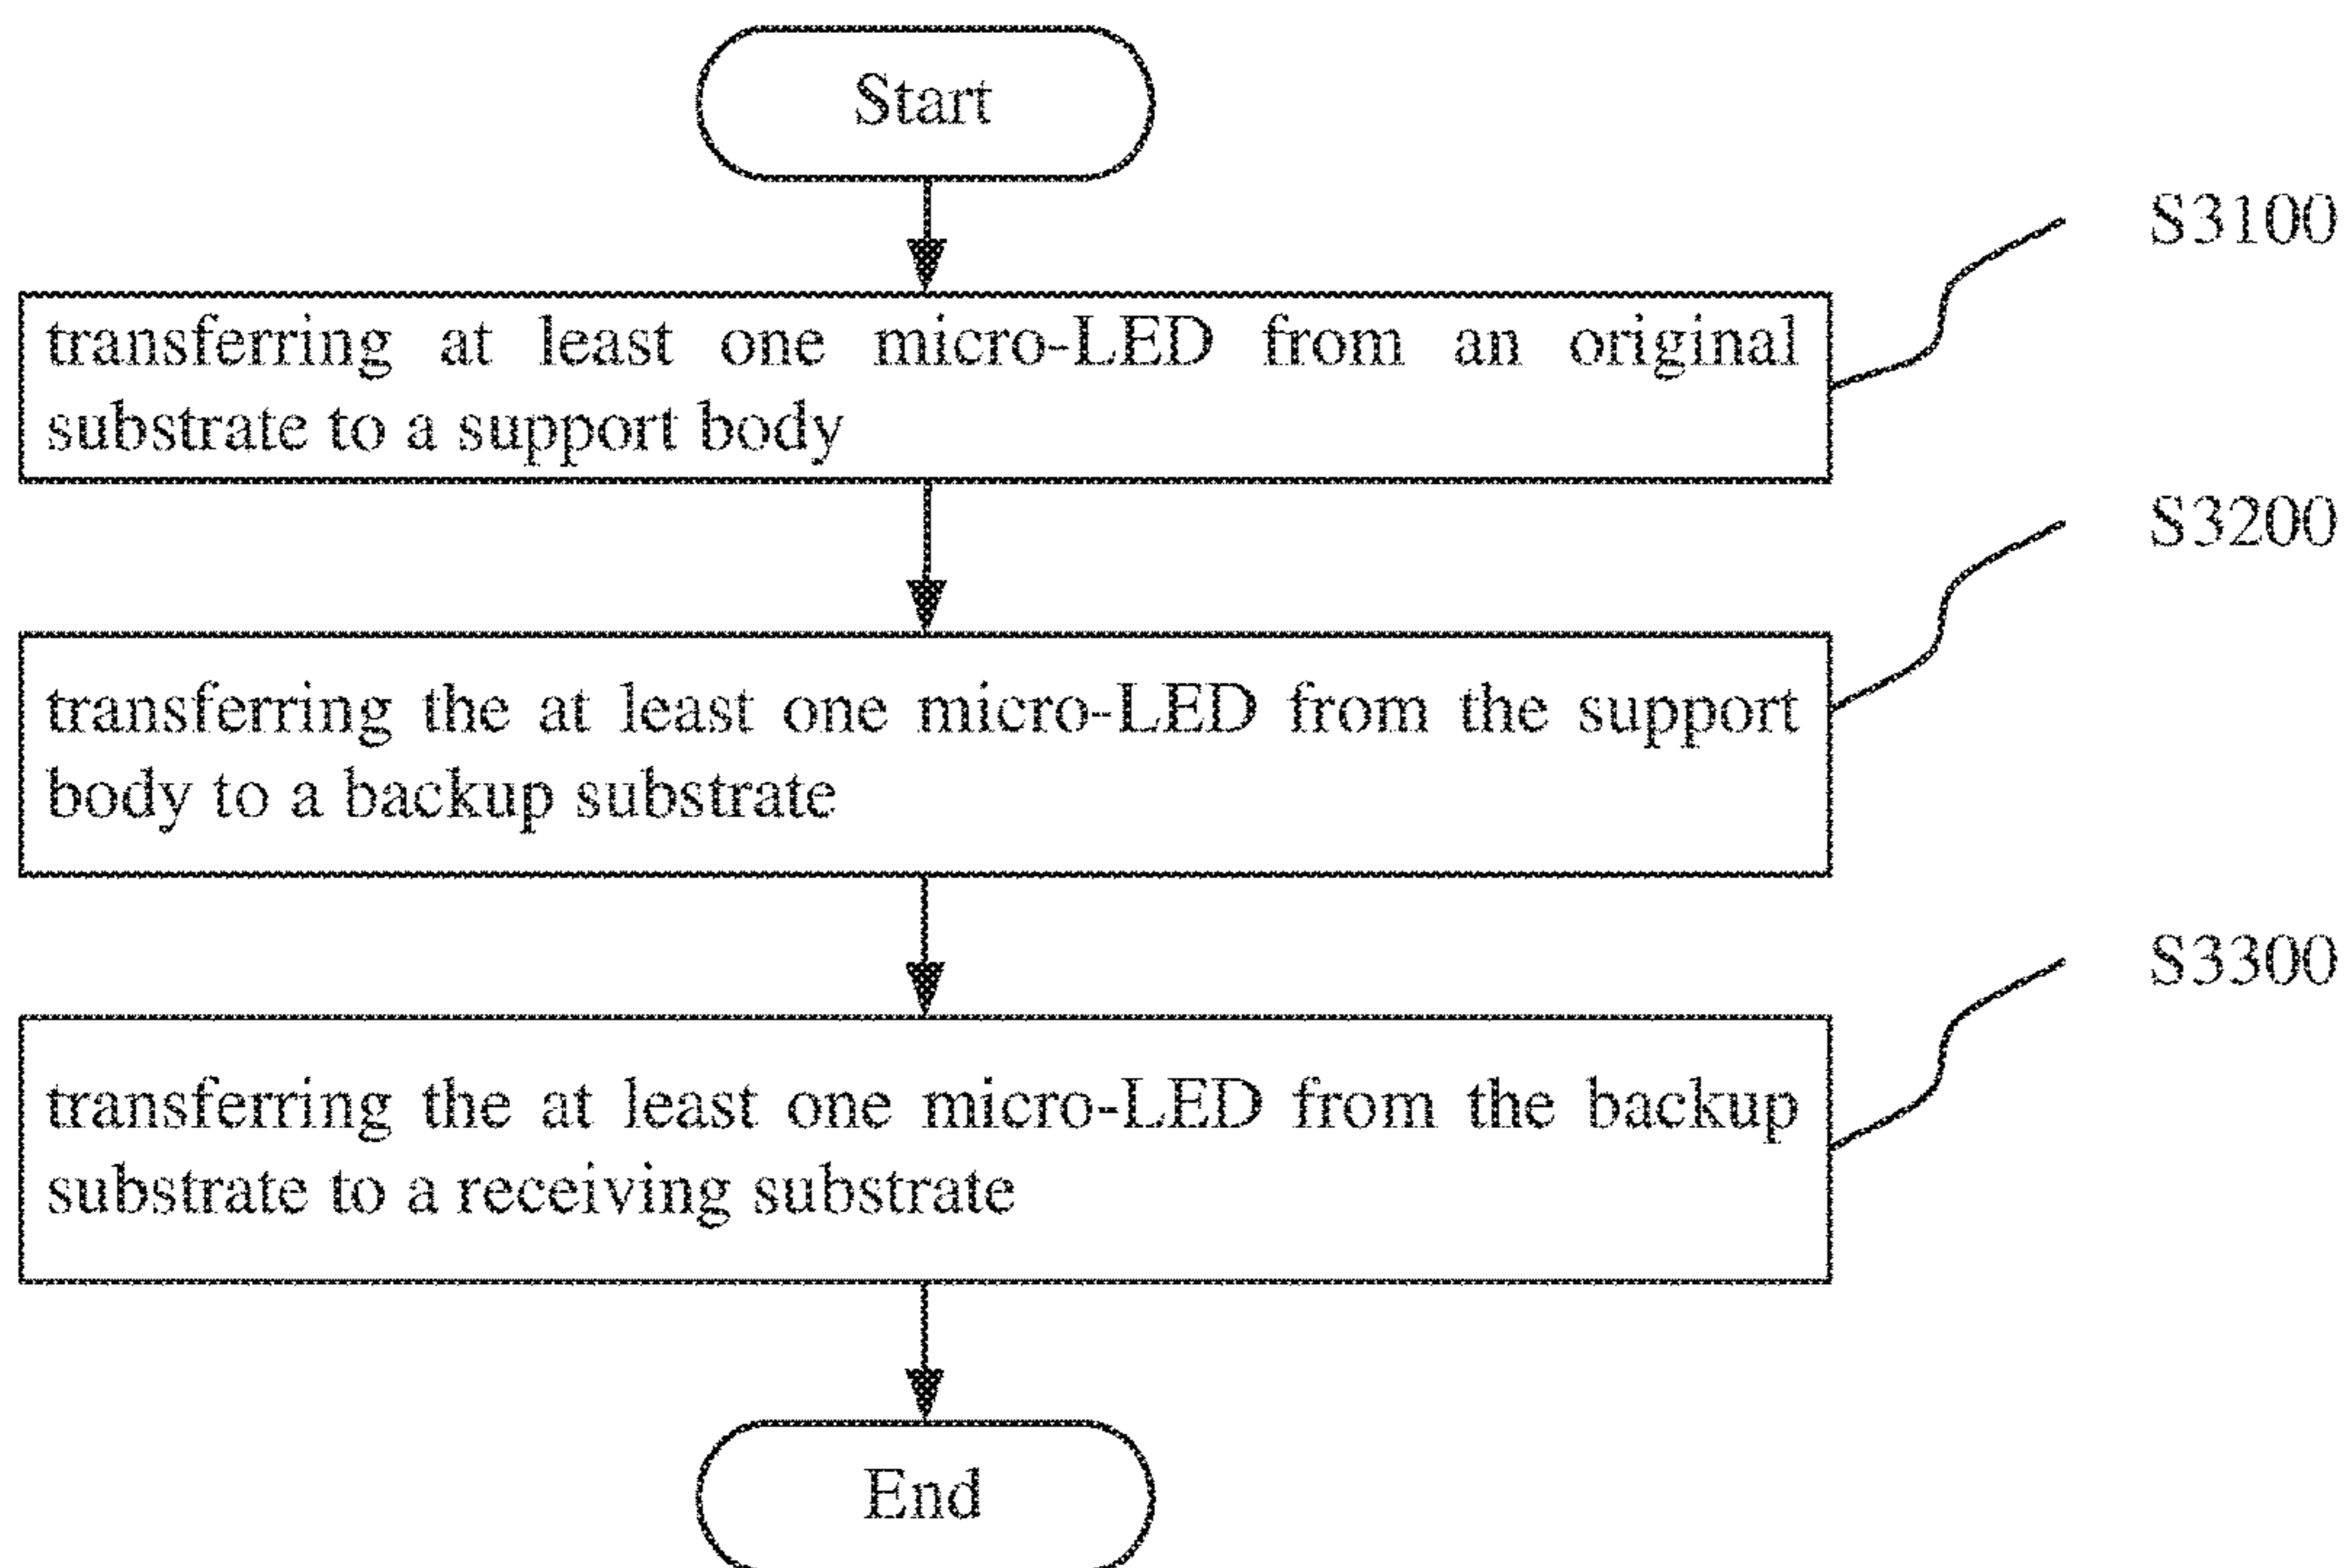 Start
S3100
transferring at least one micro-LED from an original
substrate to a support body
S3200
transferring the at least one micro-LED from the support
body to a backup substrate
S3300
transferring the at least one micro-LED from the backup
substrate to a receiving substrate
End